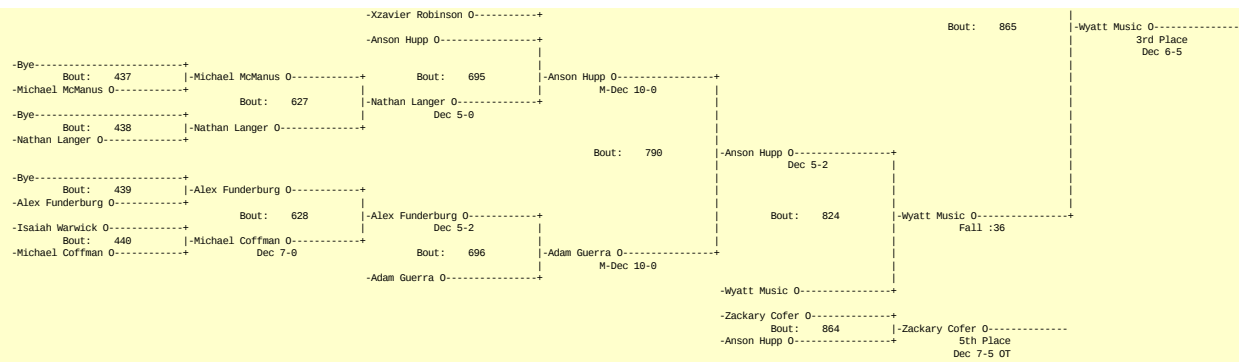 -Xzavier Robinson O----------+ |
Bout: 865 |-Wyatt Music O---------------
-Anson Hupp O----------------+ | 3rd Place
| | Dec 6-5
-Bye-------------------------+ | |
Bout: 437 |-Michael McManus O-----------+ Bout: 695 |-Anson Hupp O----------------+ |
-Michael McManus O-----------+ | | M-Dec 10-0 | |
Bout: 627 |-Nathan Langer O-------------+ | |
-Bye-------------------------+ | Dec 5-0 | |
Bout: 438 |-Nathan Langer O-------------+ | |
-Nathan Langer O-------------+ | |
Bout: 790 |-Anson Hupp O----------------+ |
| Dec 5-2 | |
-Bye-------------------------+ | | |
Bout: 439 |-Alex Funderburg O-----------+ | | |
-Alex Funderburg O-----------+ | | | |
Bout: 628 |-Alex Funderburg O-----------+ | Bout: 824 |-Wyatt Music O---------------+
-Isaiah Warwick O------------+ | Dec 5-2 | | | Fall :36
Bout: 440 |-Michael Coffman O-----------+ | | |
-Michael Coffman O-----------+ Dec 7-0 Bout: 696 |-Adam Guerra O---------------+ |
| M-Dec 10-0 |
-Adam Guerra O---------------+ |
-Wyatt Music O---------------+
-Zackary Cofer O-------------+
Bout: 864 |-Zackary Cofer O-------------
-Anson Hupp O----------------+ 5th Place
Dec 7-5 OT